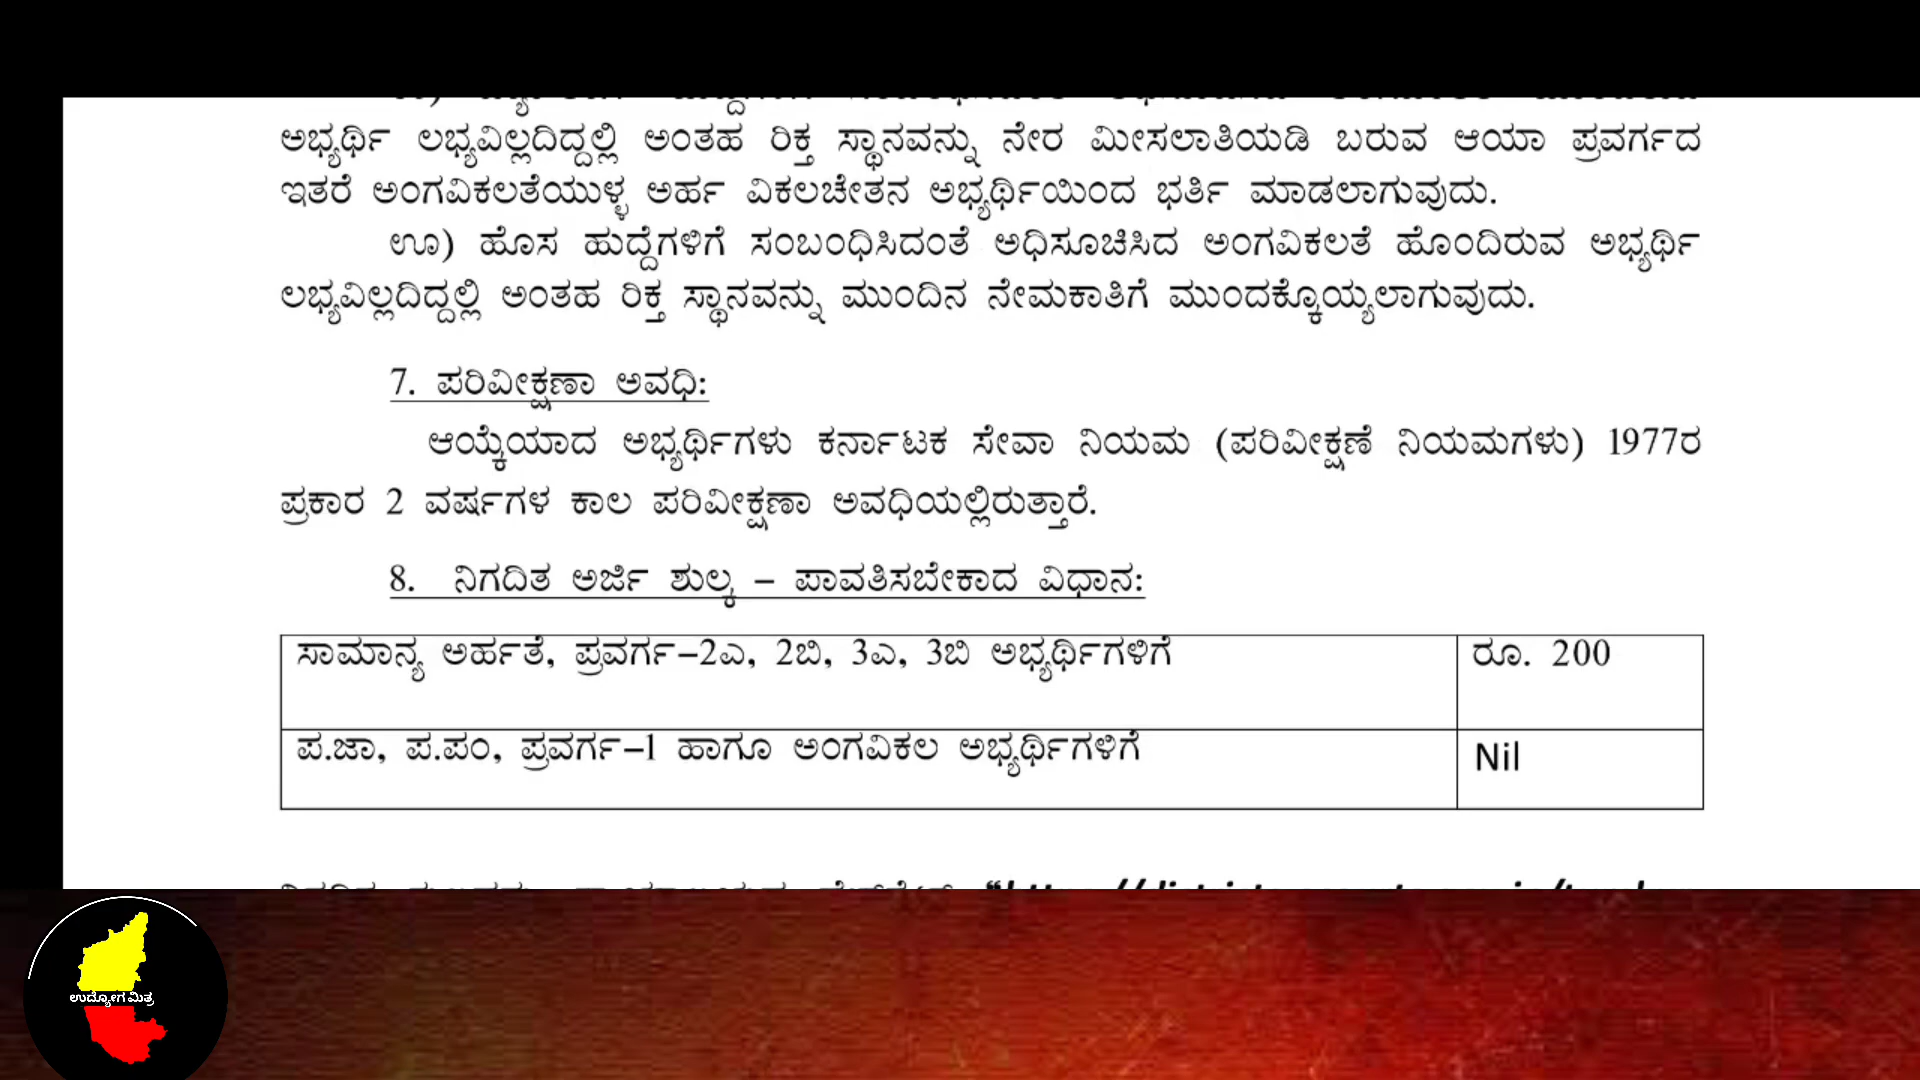 ಅಭ್ಯರ್ಥಿ ಲಭ್ಯವಿಲ್ಲದಿದ್ದಲ್ಲಿ ಅಂತಹ ರಿಕ್ತ ಸ್ಥಾನವನ್ನು ನೇರ ಮೀಸಲಾತಿಯಡಿ ಬರುವ ಆಯಾ ಪ್ರವರ್ಗದ
ಇತರೆ ಅಂಗವಿಕಲತೆಯುಳ್ಳ ಅರ್ಹ ವಿಕಲಚೇತನ ಅಭ್ಯರ್ಥಿಯಿಂದ ಭರ್ತಿ ಮಾಡಲಾಗುವುದು.
ಊ) ಹೊಸ ಹುದ್ದೆಗಳಿಗೆ ಸಂಬಂಧಿಸಿದಂತೆ ಅಧಿಸೂಚಿಸಿದ ಅಂಗವಿಕಲತೆ ಹೊಂದಿರುವ ಅಭ್ಯರ್ಥಿ
ಲಭ್ಯವಿಲ್ಲದಿದ್ದಲ್ಲಿ ಅಂತಹ ರಿಕ್ತ ಸ್ಥಾನವನ್ನು ಮುಂದಿನ ನೇಮಕಾತಿಗೆ ಮುಂದಕ್ಕೊಯ್ಯಲಾಗುವುದು.
7. ಪರಿವೀಕ್ಷಣಾ ಅವಧಿ:
ಆಯ್ಕೆಯಾದ ಅಭ್ಯರ್ಥಿಗಳು ಕರ್ನಾಟಕ ಸೇವಾ ನಿಯಮ (ಪರಿವೀಕ್ಷಣೆ ನಿಯಮಗಳು) 1977ರ
ಪ್ರಕಾರ 2 ವರ್ಷಗಳ ಕಾಲ ಪರಿವೀಕ್ಷಣಾ ಅವಧಿಯಲ್ಲಿರುತ್ತಾರೆ.
8. ನಿಗದಿತ ಅರ್ಜಿ ಶುಲ್ಕ – ಪಾವತಿಸಬೇಕಾದ ವಿಧಾನ:
ಸಾಮಾನ್ಯ ಅರ್ಹತೆ, ಪ್ರವರ್ಗ–2ಎ, 2ಬಿ, 3ಎ, 3ಬಿ ಅಭ್ಯರ್ಥಿಗಳಿಗೆ ರೂ. 200
ಪ.ಜಾ, ಪ.ಪಂ, ಪ್ರವರ್ಗ–1 ಹಾಗೂ ಅಂಗವಿಕಲ ಅಭ್ಯರ್ಥಿಗಳಿಗೆ Nil
ಉದ್ಯೋಗ ಮಿತ್ರ